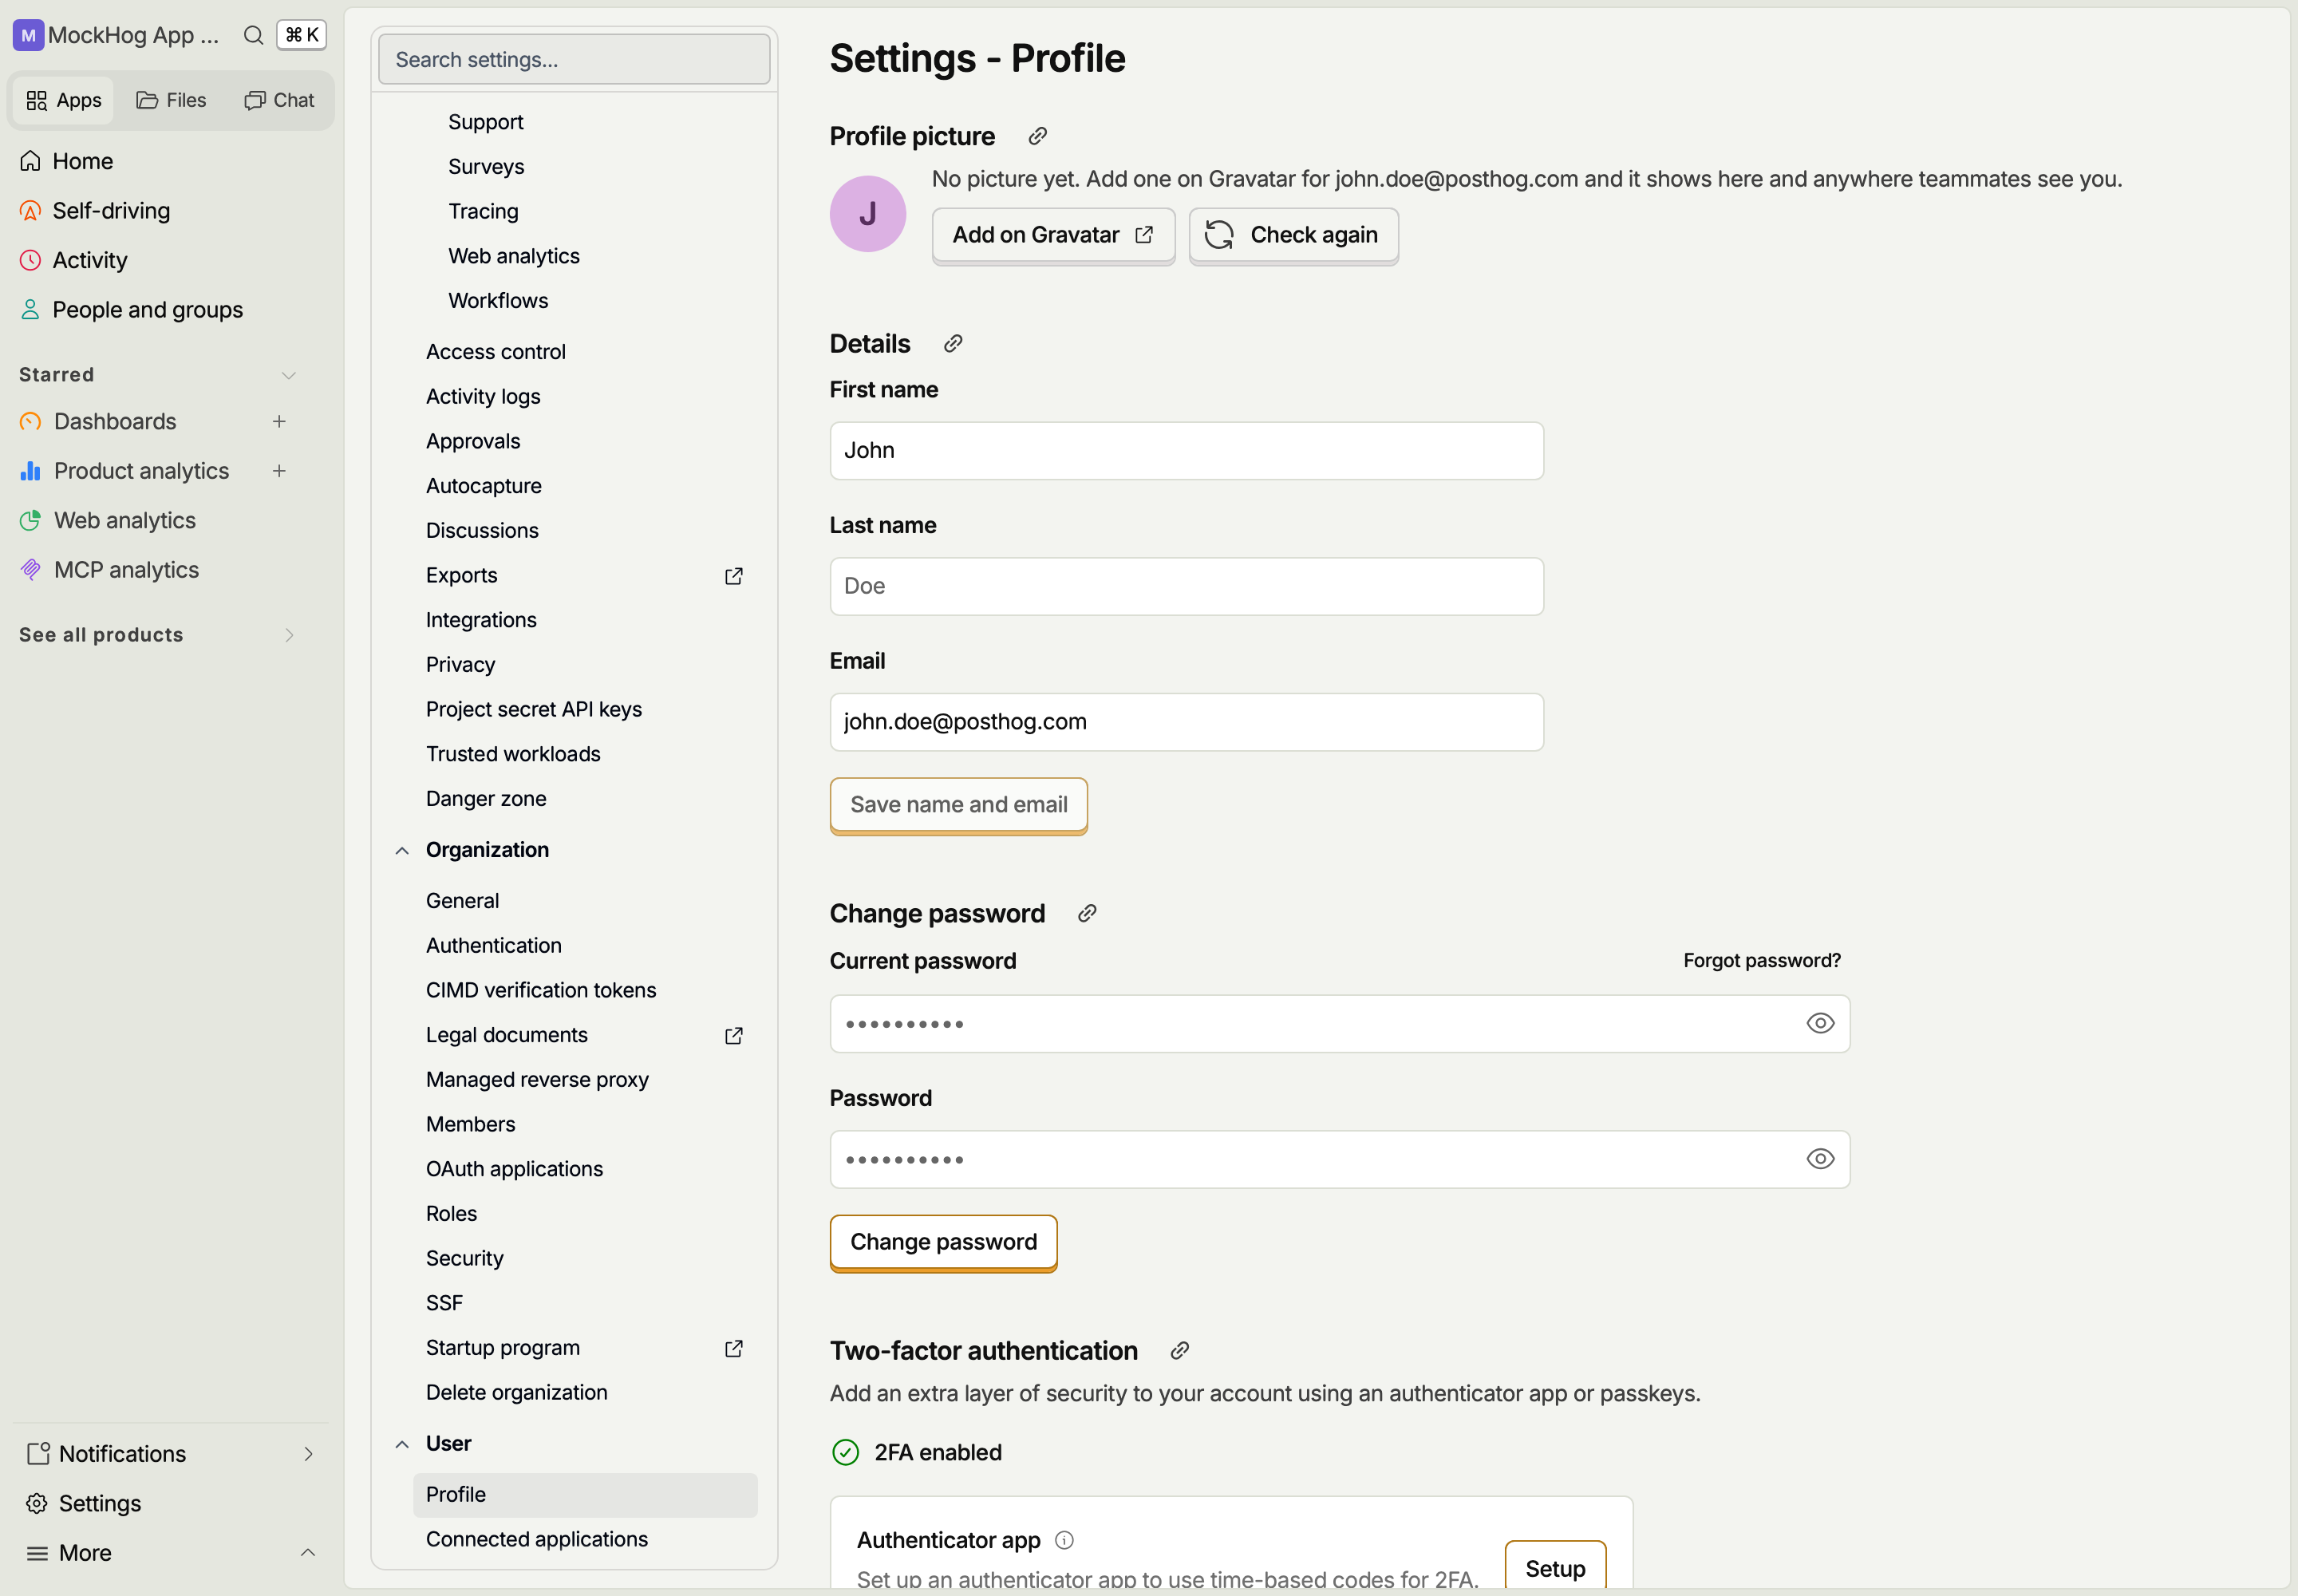 M MockHog App ... ⌘ K
Apps Files Chat
Home
Self-driving
Activity
People and groups
Starred
Dashboards +
Product analytics +
Web analytics
MCP analytics
See all products
Notifications
Settings
More
Search settings...
Support
Surveys
Tracing
Web analytics
Workflows
Access control
Activity logs
Approvals
Autocapture
Discussions
Exports
Integrations
Privacy
Project secret API keys
Trusted workloads
Danger zone
Organization
General
Authentication
CIMD verification tokens
Legal documents
Managed reverse proxy
Members
OAuth applications
Roles
Security
SSF
Startup program
Delete organization
User
Profile
Connected applications
Settings - Profile
Profile picture
J
No picture yet. Add one on Gravatar for john.doe@posthog.com and it shows here and anywhere teammates see you.
Add on Gravatar Check again
Details
First name
John
Last name
Doe
Email
john.doe@posthog.com
Save name and email
Change password
Current password Forgot password?
••••••••••
Password
••••••••••
Change password
Two-factor authentication
Add an extra layer of security to your account using an authenticator app or passkeys.
2FA enabled
Authenticator app
Set up an authenticator app to use time-based codes for 2FA.
Setup